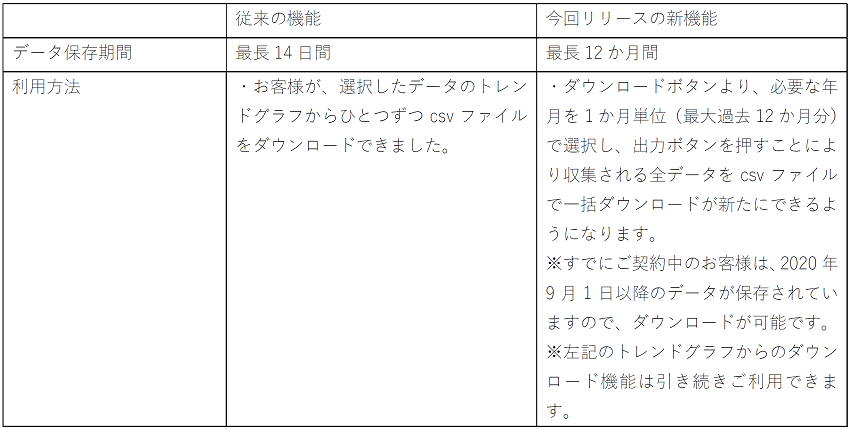 従来の機能
今回リリースの新機能
データ保存期間
最長 14 日間
最長 12 か月間
利用方法
・お客様が、選択したデータのトレン
ドグラフからひとつずつ csv ファイル
をダウンロードできました。
・ダウンロードボタンより、必要な年
月を 1 か月単位（最大過去 12 か月分）
で選択し、出力ボタンを押すことによ
り収集される全データを csv ファイル
で一括ダウンロードが新たにできるよ
うになります。
※すでにご契約中のお客様は、2020 年
9 月 1 日以降のデータが保存されてい
ますので、ダウンロードが可能です。
※左記のトレンドグラフからのダウン
ロード機能は引き続きご利用できま
す。